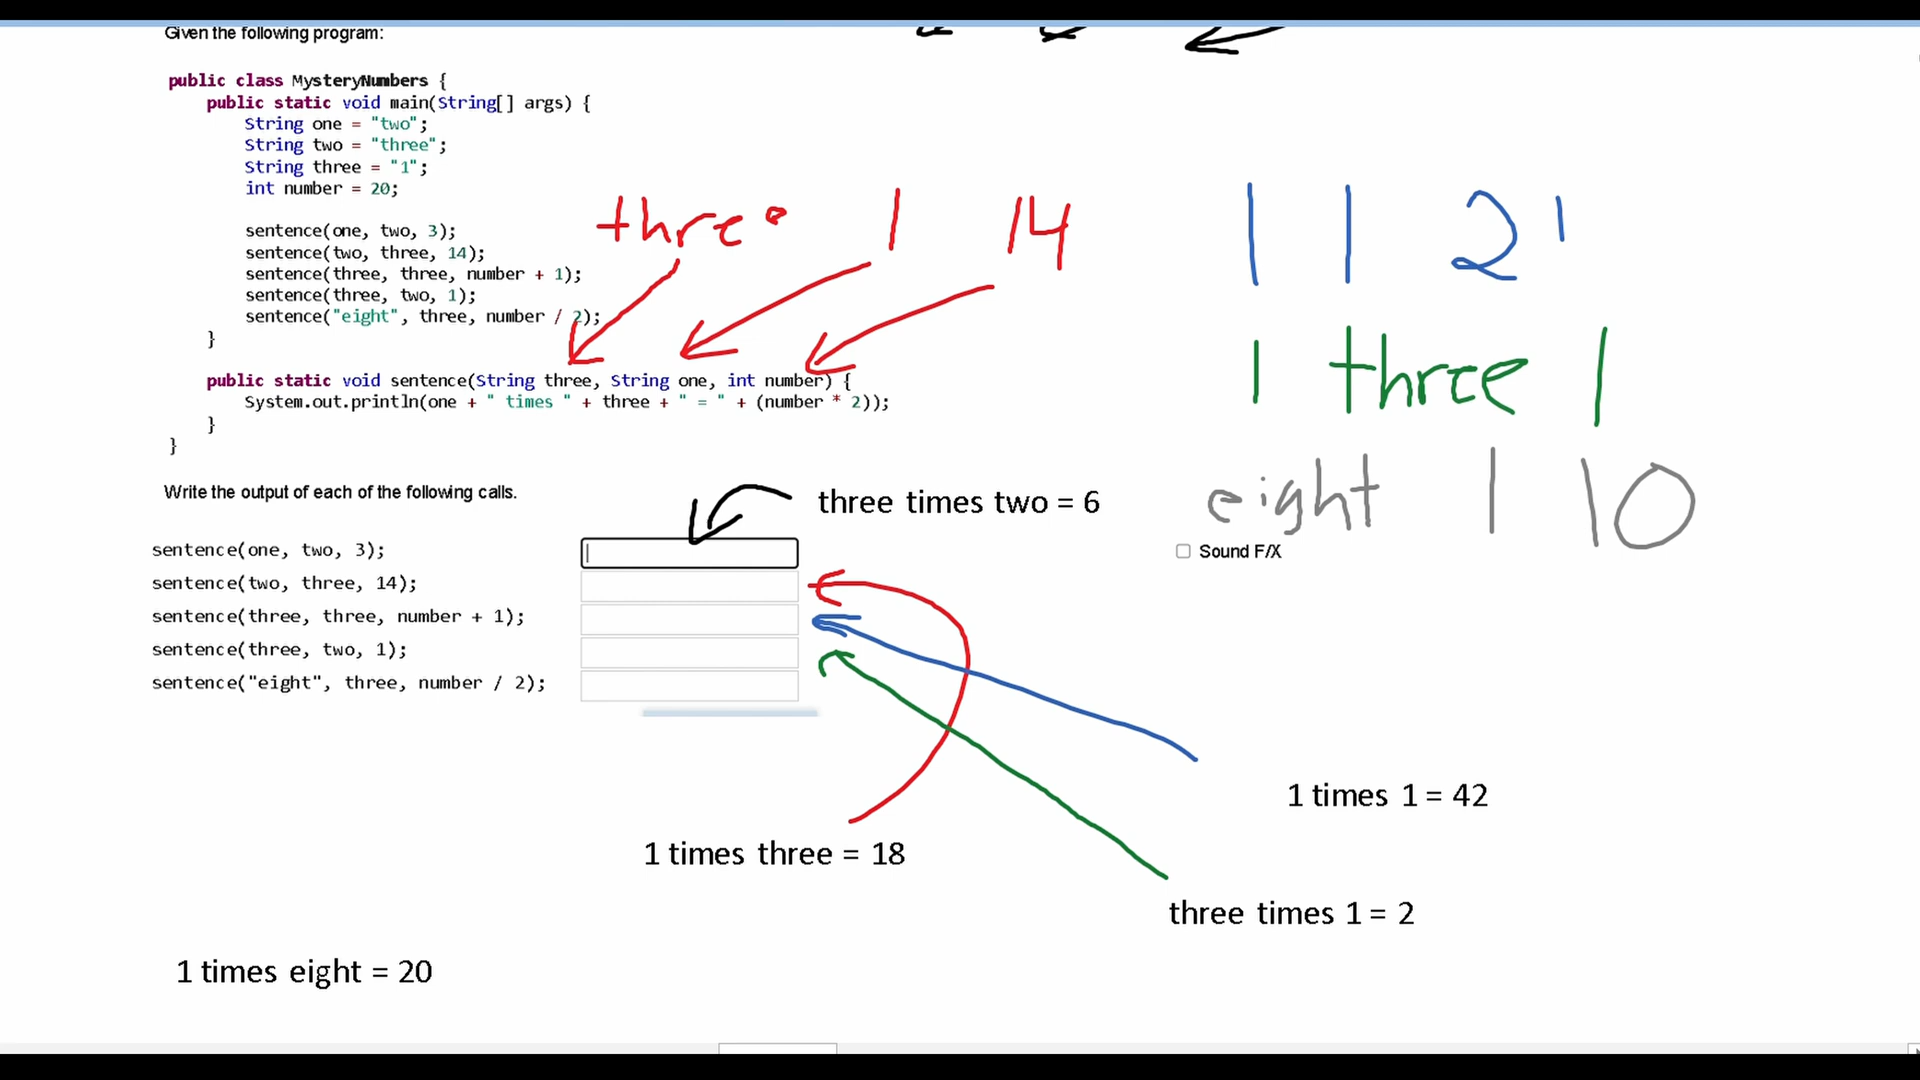 Given the following program:
public class MysteryNumbers {
public static void main(String[] args) {
String one = "two";
String two = "three";
String three = "1";
int number = 20;
sentence(one, two, 3);
sentence(two, three, 14);
sentence(three, three, number + 1);
sentence(three, two, 1);
sentence("eight", three, number / 2);
}
three 1 14
1 1 21
1 three 1
eight 1 10
public static void sentence(String three, String one, int number) {
System.out.println(one + " times " + three + " = " + (number * 2));
}
}
Write the output of each of the following calls.
three times two = 6
sentence(one, two, 3);
Sound F/X
sentence(two, three, 14);
sentence(three, three, number + 1);
sentence(three, two, 1);
sentence("eight", three, number / 2);
1 times 1 = 42
1 times three = 18
three times 1 = 2
1 times eight = 20